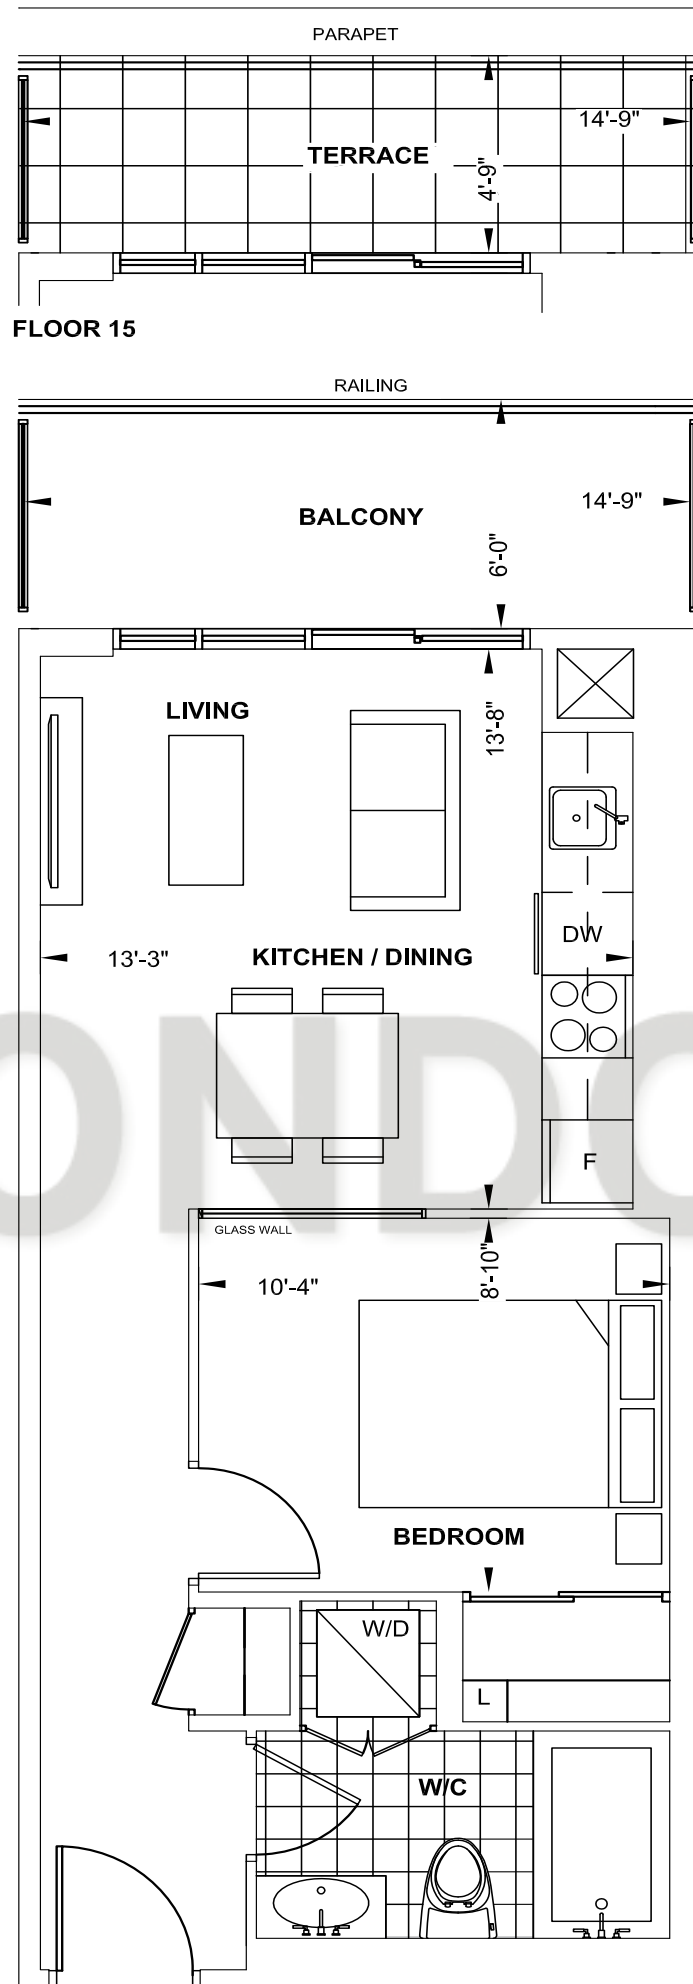 PARAPET
14'-9"
TERRACE
4'-9"
FLOOR 15
RAILING
14'-9"
BALCONY
6'-0"
LIVING
13'-8"
DW
13'-3"
KITCHEN / DINING
ONDO
F
GLASS WALL
10'-4"
8'-10"
BEDROOM
W/D
L
W/C